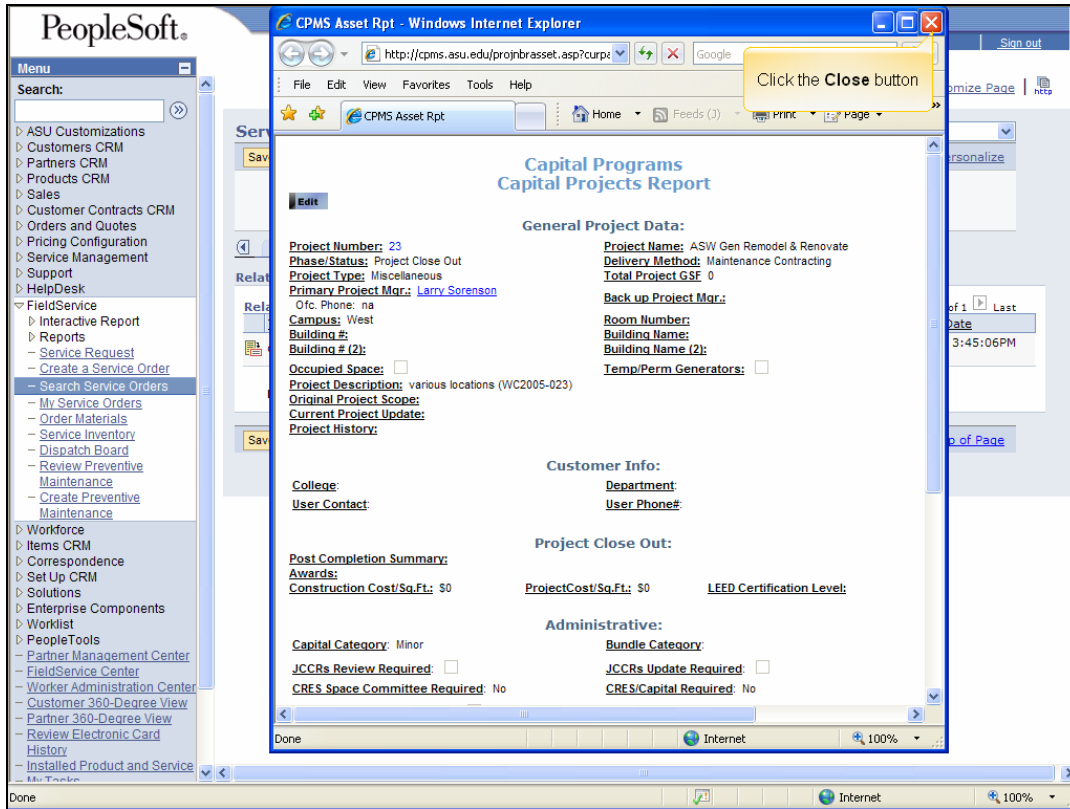 PeopleSoft.
Sign out
Menu
Search:
ASU Customizations
Customers CRM
Partners CRM
Products CRM
Sales
Customer Contracts CRM
Orders and Quotes
Pricing Configuration
Service Management
Support
HelpDesk
FieldService
Interactive Report
Reports
Service Request
Create a Service Order
Search Service Orders
My Service Orders
Order Materials
Service Inventory
Dispatch Board
Review Preventive
Maintenance
Create Preventive
Maintenance
Workforce
Items CRM
Correspondence
Set Up CRM
Solutions
Enterprise Components
Worklist
PeopleTools
Partner Management Center
FieldService Center
Worker Administration Center
Customer 360-Degree View
Partner 360-Degree View
Review Electronic Card
History
Installed Product and Service
My Tasks
Done
CPMS Asset Rpt - Windows Internet Explorer
http://cpms.asu.edu/projnbrasset.asp?curpa
Google
Click the Close button
File Edit View Favorites Tools Help
CPMS Asset Rpt
Home Feeds (J) Print Page
Capital Programs
Capital Projects Report
Edit
General Project Data:
Project Number: 23 Project Name: ASW Gen Remodel & Renovate
Phase/Status: Project Close Out Delivery Method: Maintenance Contracting
Project Type: Miscellaneous Total Project GSF 0
Primary Project Mgr.: Larry Sorenson
Ofc. Phone: na Back up Project Mgr.:
Campus: West Room Number:
Building #: Building Name:
Building # (2): Building Name (2):
Occupied Space: Temp/Perm Generators:
Project Description: various locations (WC2005-023)
Original Project Scope:
Current Project Update:
Project History:
Customer Info:
College: Department:
User Contact: User Phone#:
Project Close Out:
Post Completion Summary:
Awards:
Construction Cost/Sq.Ft.: $0 ProjectCost/Sq.Ft.: $0 LEED Certification Level:
Administrative:
Capital Category: Minor Bundle Category:
JCCRs Review Required: JCCRs Update Required:
CRES Space Committee Required: No CRES/Capital Required: No
Done Internet 100%
Serv
Sav
Relat
Rela
Sav
omize Page http
ersonalize
of 1 Last
Date
3:45:06PM
p of Page
Internet 100%